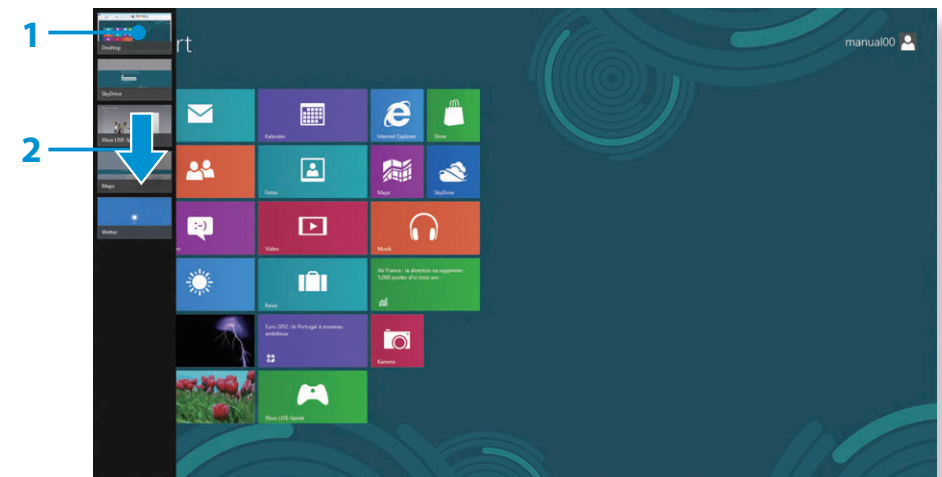 1
2
Desktop
SkyDrive
Xbox LIVE-Sp
Maps
Wetter
rt
manual00
Kalender
Internet Explorer
Store
Fotos
Maps
SkyDrive
er
Video
Musik
Reise
Air France : la direction va supprimer
5.000 postes d'ici trois ans
Euro 2012 : le Portugal à nouveau
ambitieux
Kamera
Xbox LIVE-Spiele